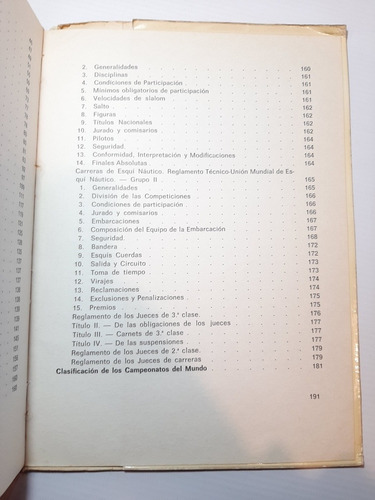 2. Generalidades 160
3. Disciplinas 161
4. Condiciones de Participación 161
5. Mínimos obligatorios de participación 161
6. Velocidades de slalom 162
7. Salto 162
8. Figuras 162
9. Títulos Nacionales 162
10. Jurado y comisarios 162
11. Pilotos 164
12. Seguridad. 164
13. Conformidad, Interpretación y Modificaciones 164
14. Finales Absolutas 164
Carreras de Esquí Náutico. Reglamento Técnico-Unión Mundial de Es-
quí Náutico. — Grupo II 165
1. Generalidades 165
2. División de las Competiciones 166
3. Condiciones de participación 166
4. Jurado y comisarios 166
5. Embarcaciones 167
6. Composición del Equipo de la Embarcación 167
7. Seguridad. 168
8. Bandera 172
9. Esquis Cuerdas 172
10. Salida y Circuito 173
11. Toma de tiempo 173
12. Virajes 174
13. Reclamaciones 174
14. Exclusiones y Penalizaciones 175
15. Premios 175
Reglamento de los Jueces de 3.ª clase. 176
Título II. — De las obligaciones de los jueces 177
Título III. — Carnets de 3.ª clase 177
Título IV. — De las suspensiones 177
Reglamento de los Jueces de 2.ª clase. 179
Reglamento de los Jueces de carreras 179
Clasificación de los Campeonatos del Mundo 181
191